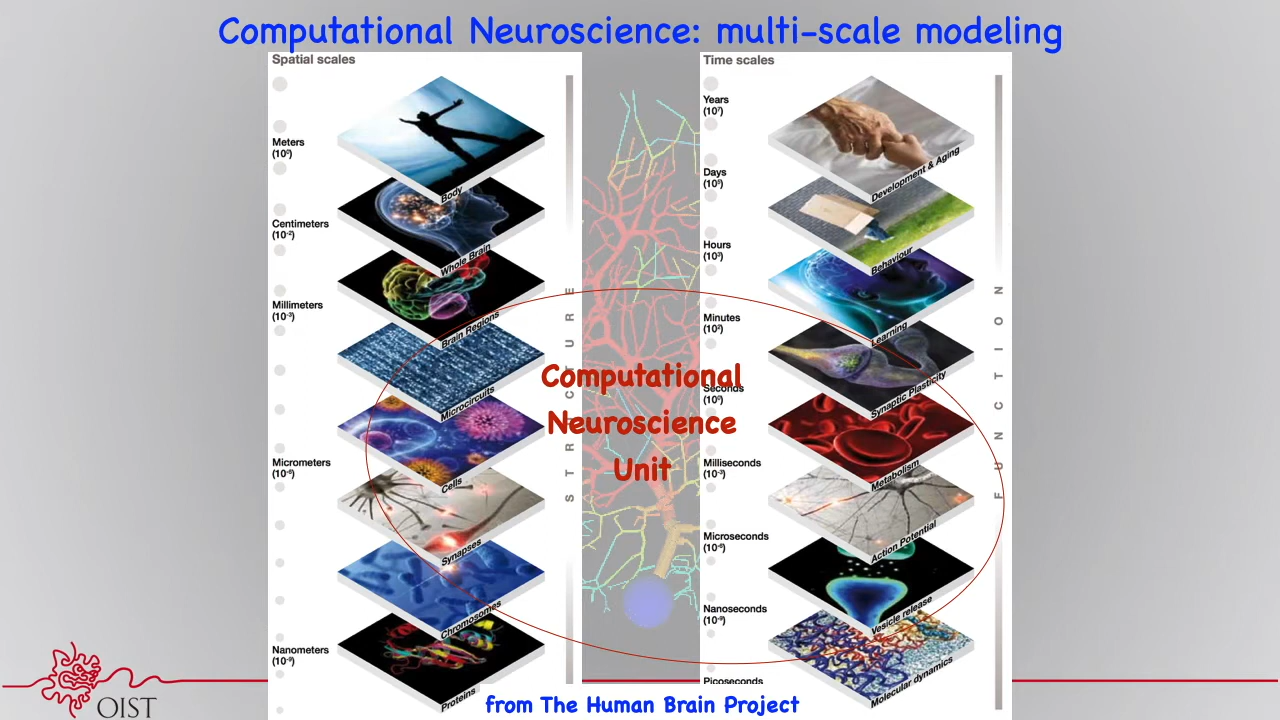 Computational Neuroscience: multi-scale modeling
Spatial scales
Meters
(10⁰)
Centimeters
(10⁻²)
Millimeters
(10⁻³)
Micrometers
(10⁻⁶)
Nanometers
(10⁻⁹)
Body
Whole Brain
Brain Regions
Microcircuits
Cells
Synapses
Chromosomes
Proteins
STRUCTURE
Computational
Neuroscience
Unit
Time scales
Years
(10⁷)
Days
Hours
(10³)
Minutes
(10²)
Seconds
(10⁰)
Milliseconds
(10⁻³)
Microseconds
(10⁻⁶)
Nanoseconds
(10⁻⁹)
Picoseconds
Development & Aging
Behaviour
Learning
Synaptic Plasticity
Metabolism
Action Potential
Vesicle release
Molecular dynamics
FUNCTION
from The Human Brain Project
OIST